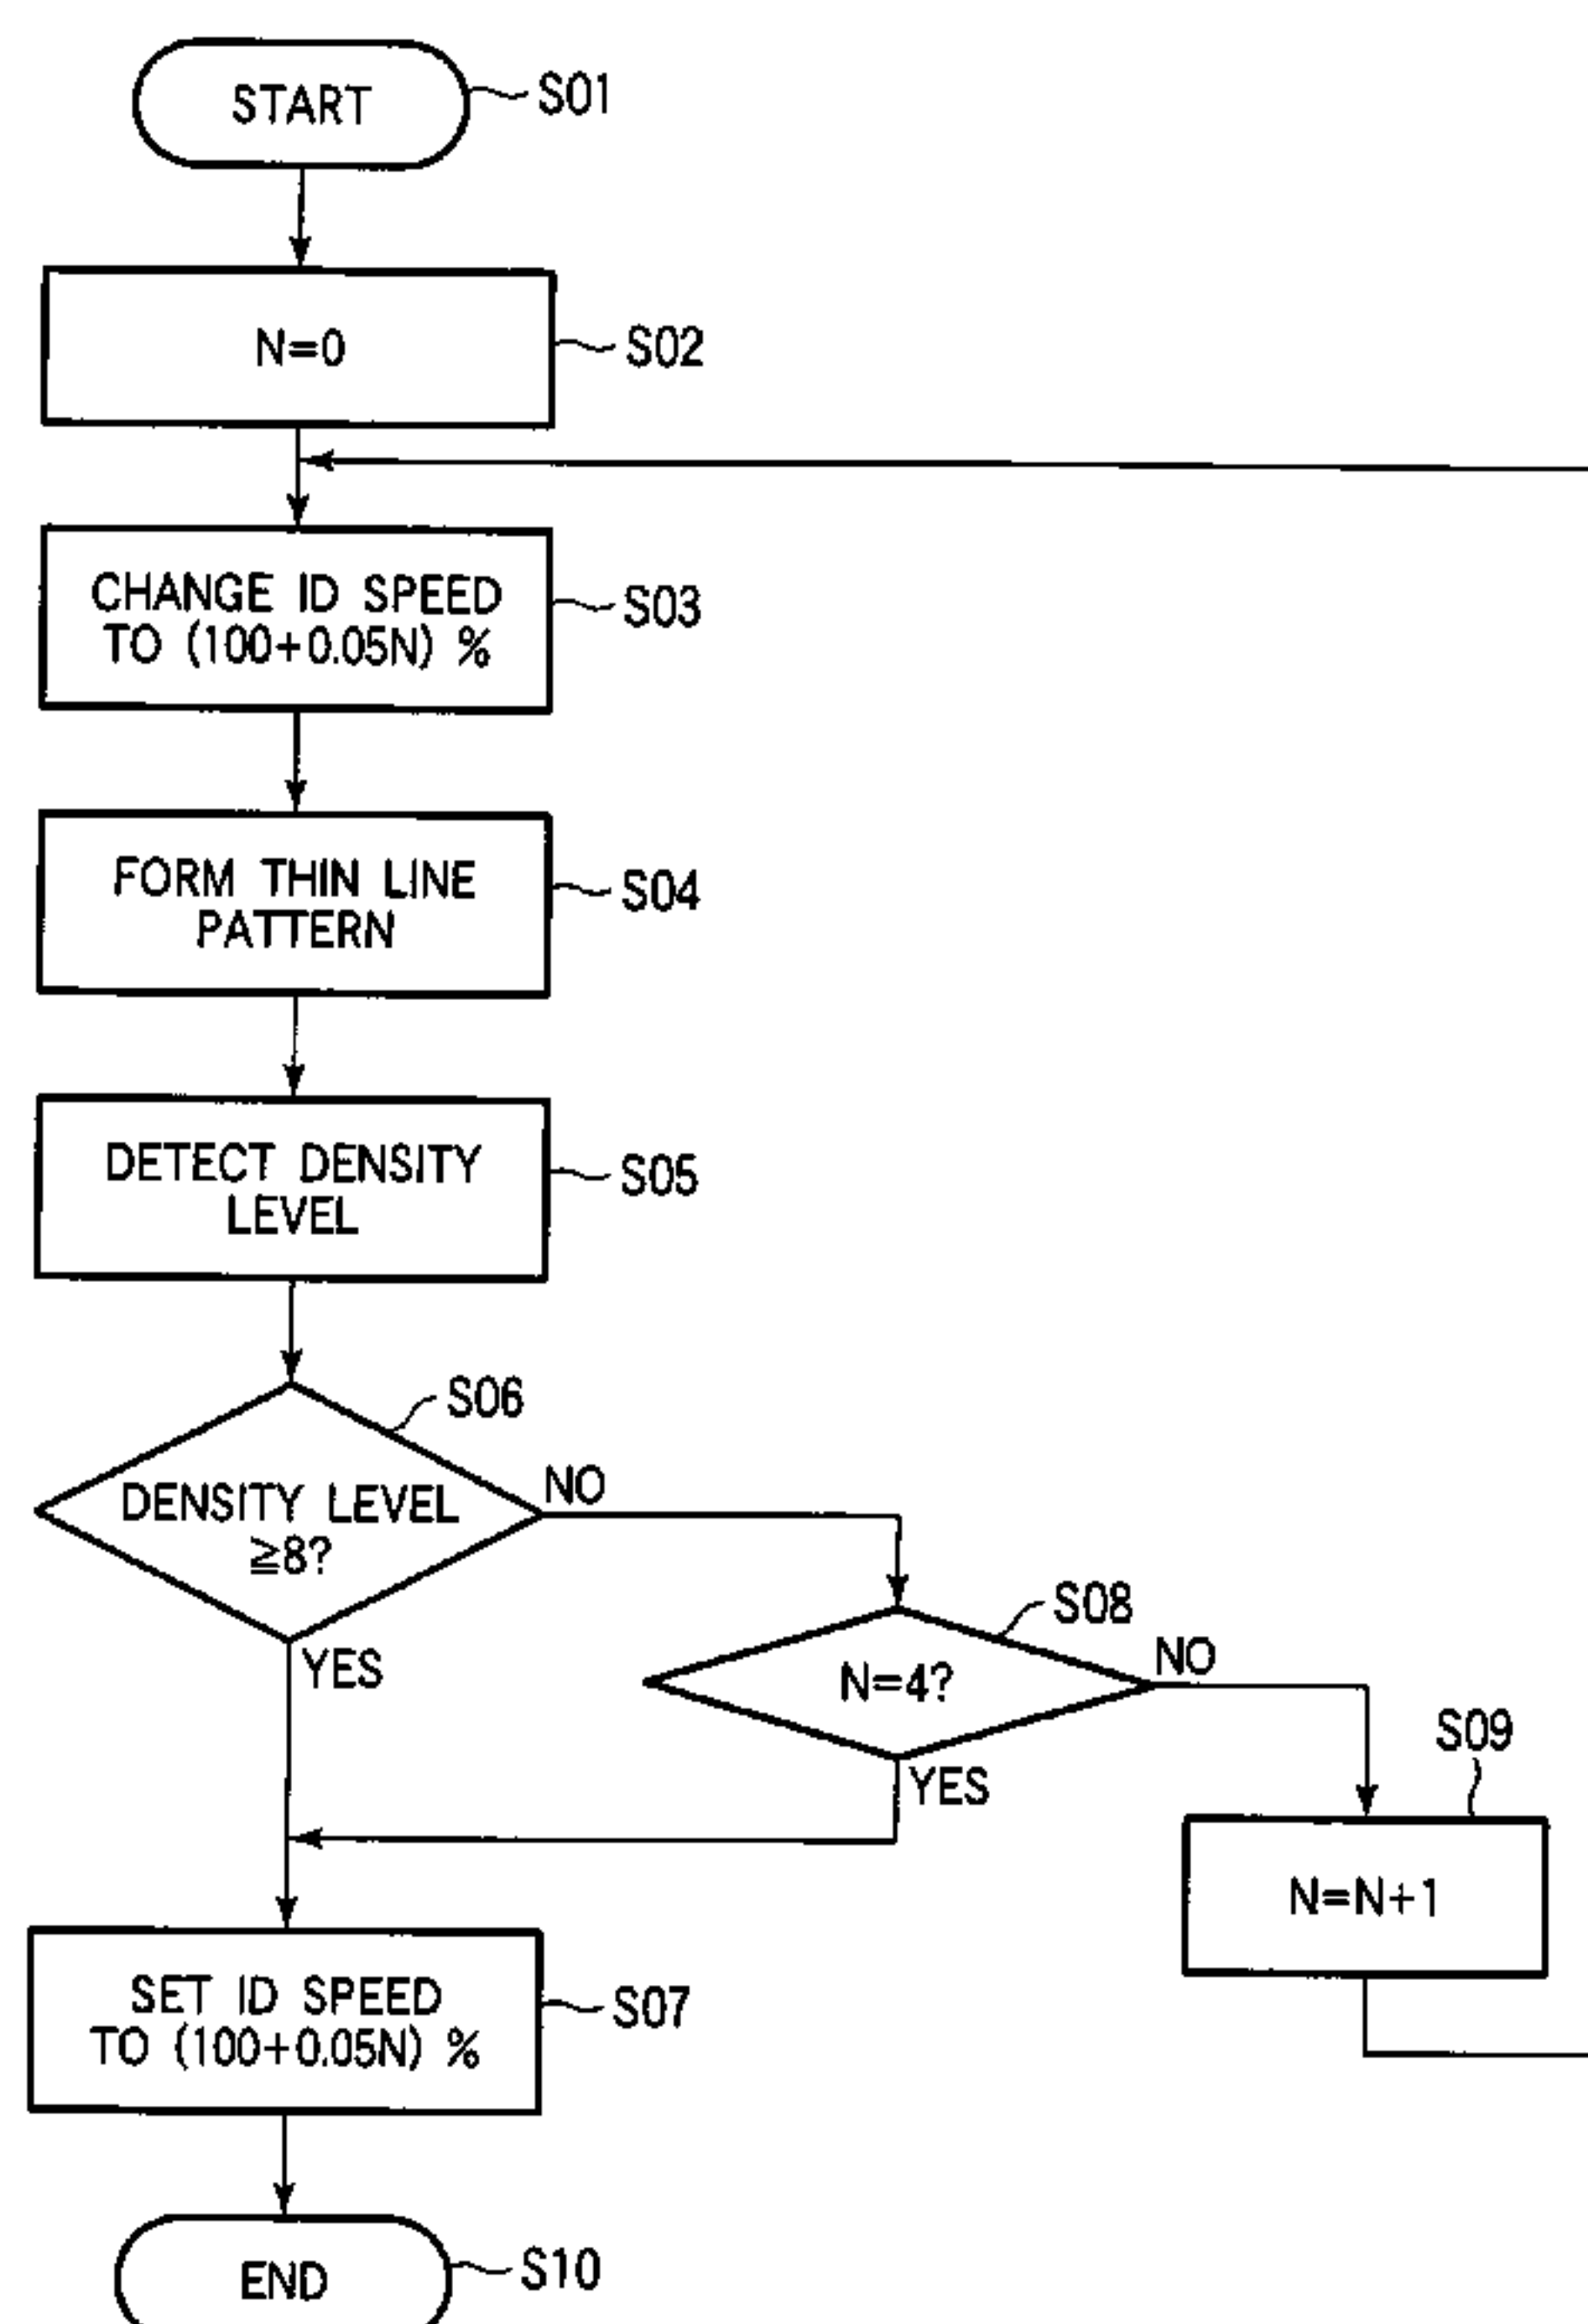 START
S01
N=0
S02
CHANGE ID SPEED
TO (100+0.05N) %
S03
FORM THIN LINE
PATTERN
S04
DETECT DENSITY
LEVEL
S05
S06
DENSITY LEVEL
≧8?
NO
YES
S08
N=4?
NO
YES
S09
N=N+1
SET ID SPEED
TO (100+0.05N) %
S07
END
S10